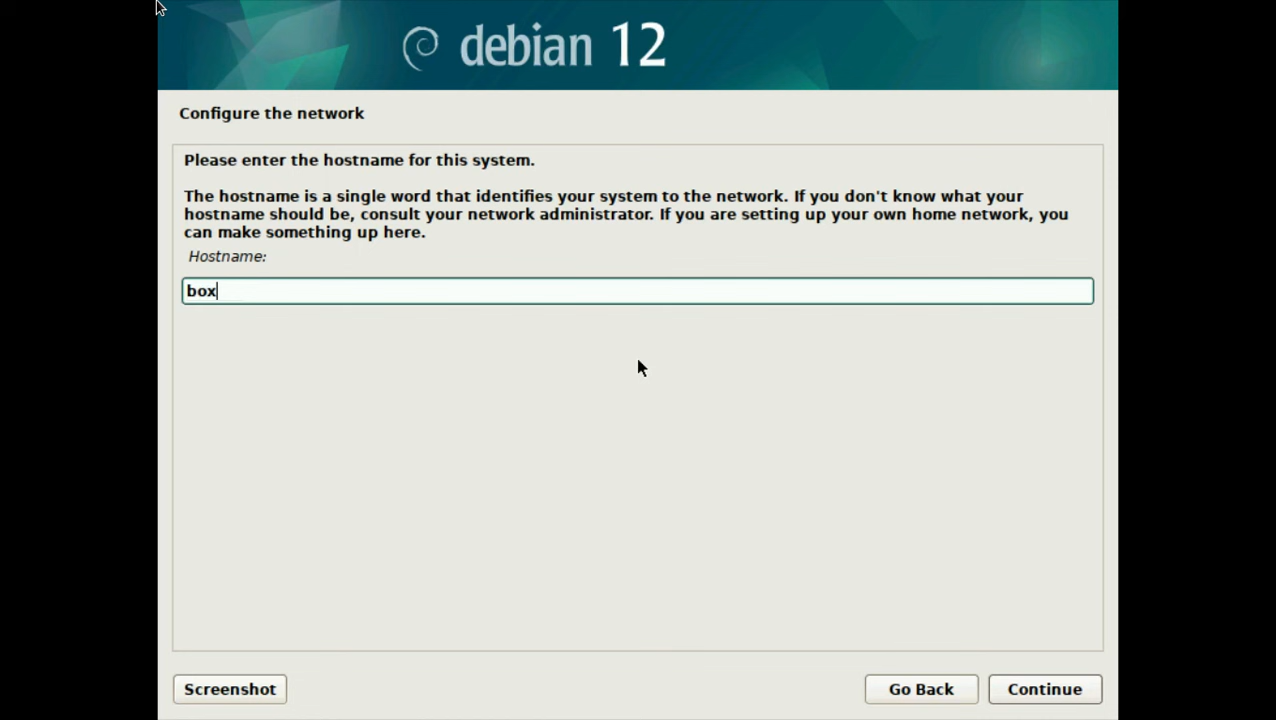 debian 12
Configure the network
Please enter the hostname for this system.
The hostname is a single word that identifies your system to the network. If you don't know what your
hostname should be, consult your network administrator. If you are setting up your own home network, you
can make something up here.
Hostname:
box
Screenshot
Go Back
Continue